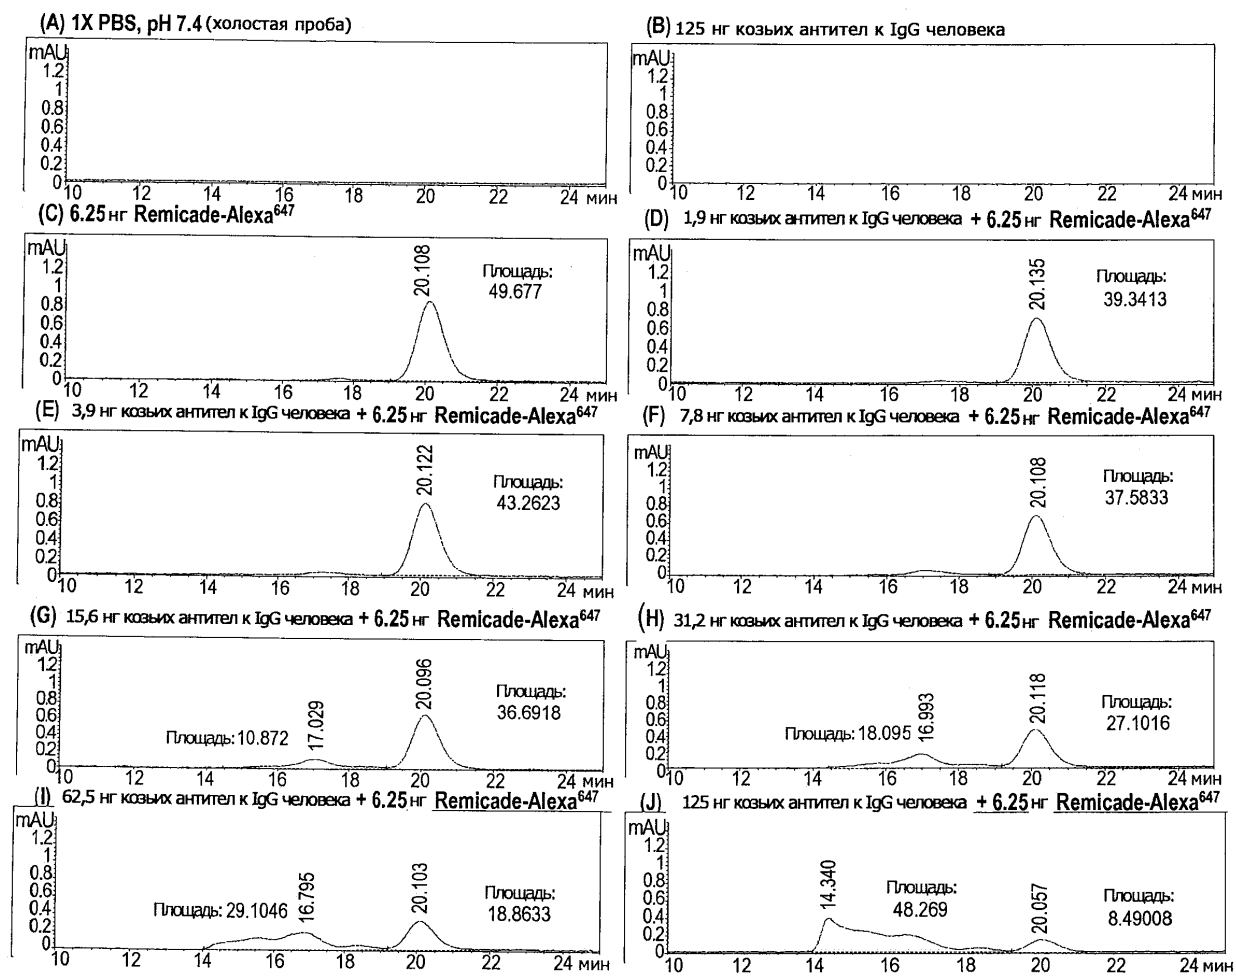 (A) 1X PBS, pH 7.4 (холостая проба)
mAU
1.2
1
0.8
0.6
0.4
0.2
0
10 12 14 16 18 20 22 24 мин
(B) 125 нг козьих антител к IgG человека
mAU
1.2
1
0.8
0.6
0.4
0.2
0
10 12 14 16 18 20 22 24 мин
(C) 6.25 нг Remicade-Alexa647
mAU
1.2
1
0.8
0.6
0.4
0.2
0
20.108
Площадь:
49.677
10 12 14 16 18 20 22 24 мин
(D) 1,9 нг козьих антител к IgG человека + 6.25 нг Remicade-Alexa647
mAU
1.2
1
0.8
0.6
0.4
0.2
0
20.135
Площадь:
39.3413
10 12 14 16 18 20 22 24 мин
(E) 3,9 нг козьих антител к IgG человека + 6.25 нг Remicade-Alexa647
mAU
1.2
1
0.8
0.6
0.4
0.2
0
20.122
Площадь:
43.2623
10 12 14 16 18 20 22 24 мин
(F) 7,8 нг козьих антител к IgG человека + 6.25 нг Remicade-Alexa647
mAU
1.2
1
0.8
0.6
0.4
0.2
0
20.108
Площадь:
37.5833
10 12 14 16 18 20 22 24 мин
(G) 15,6 нг козьих антител к IgG человека + 6.25 нг Remicade-Alexa647
mAU
1.2
1
0.8
0.6
0.4
0.2
0
Площадь: 10.872
17.029
20.096
Площадь:
36.6918
10 12 14 16 18 20 22 24 мин
(H) 31,2 нг козьих антител к IgG человека + 6.25 нг Remicade-Alexa647
mAU
1.2
1
0.8
0.6
0.4
0.2
0
Площадь: 18.095
16.993
20.118
Площадь:
27.1016
10 12 14 16 18 20 22 24 мин
(I) 62,5 нг козьих антител к IgG человека + 6.25 нг Remicade-Alexa647
mAU
1.2
1
0.8
0.6
0.4
0.2
0
Площадь: 29.1046
16.795
20.103
Площадь:
18.8633
10 12 14 16 18 20 22 24 мин
(J) 125 нг козьих антител к IgG человека + 6.25 нг Remicade-Alexa647
mAU
1.2
1
0.8
0.6
0.4
0.2
0
14.340
Площадь:
48.269
20.057
Площадь:
8.49008
10 12 14 16 18 20 22 24 мин